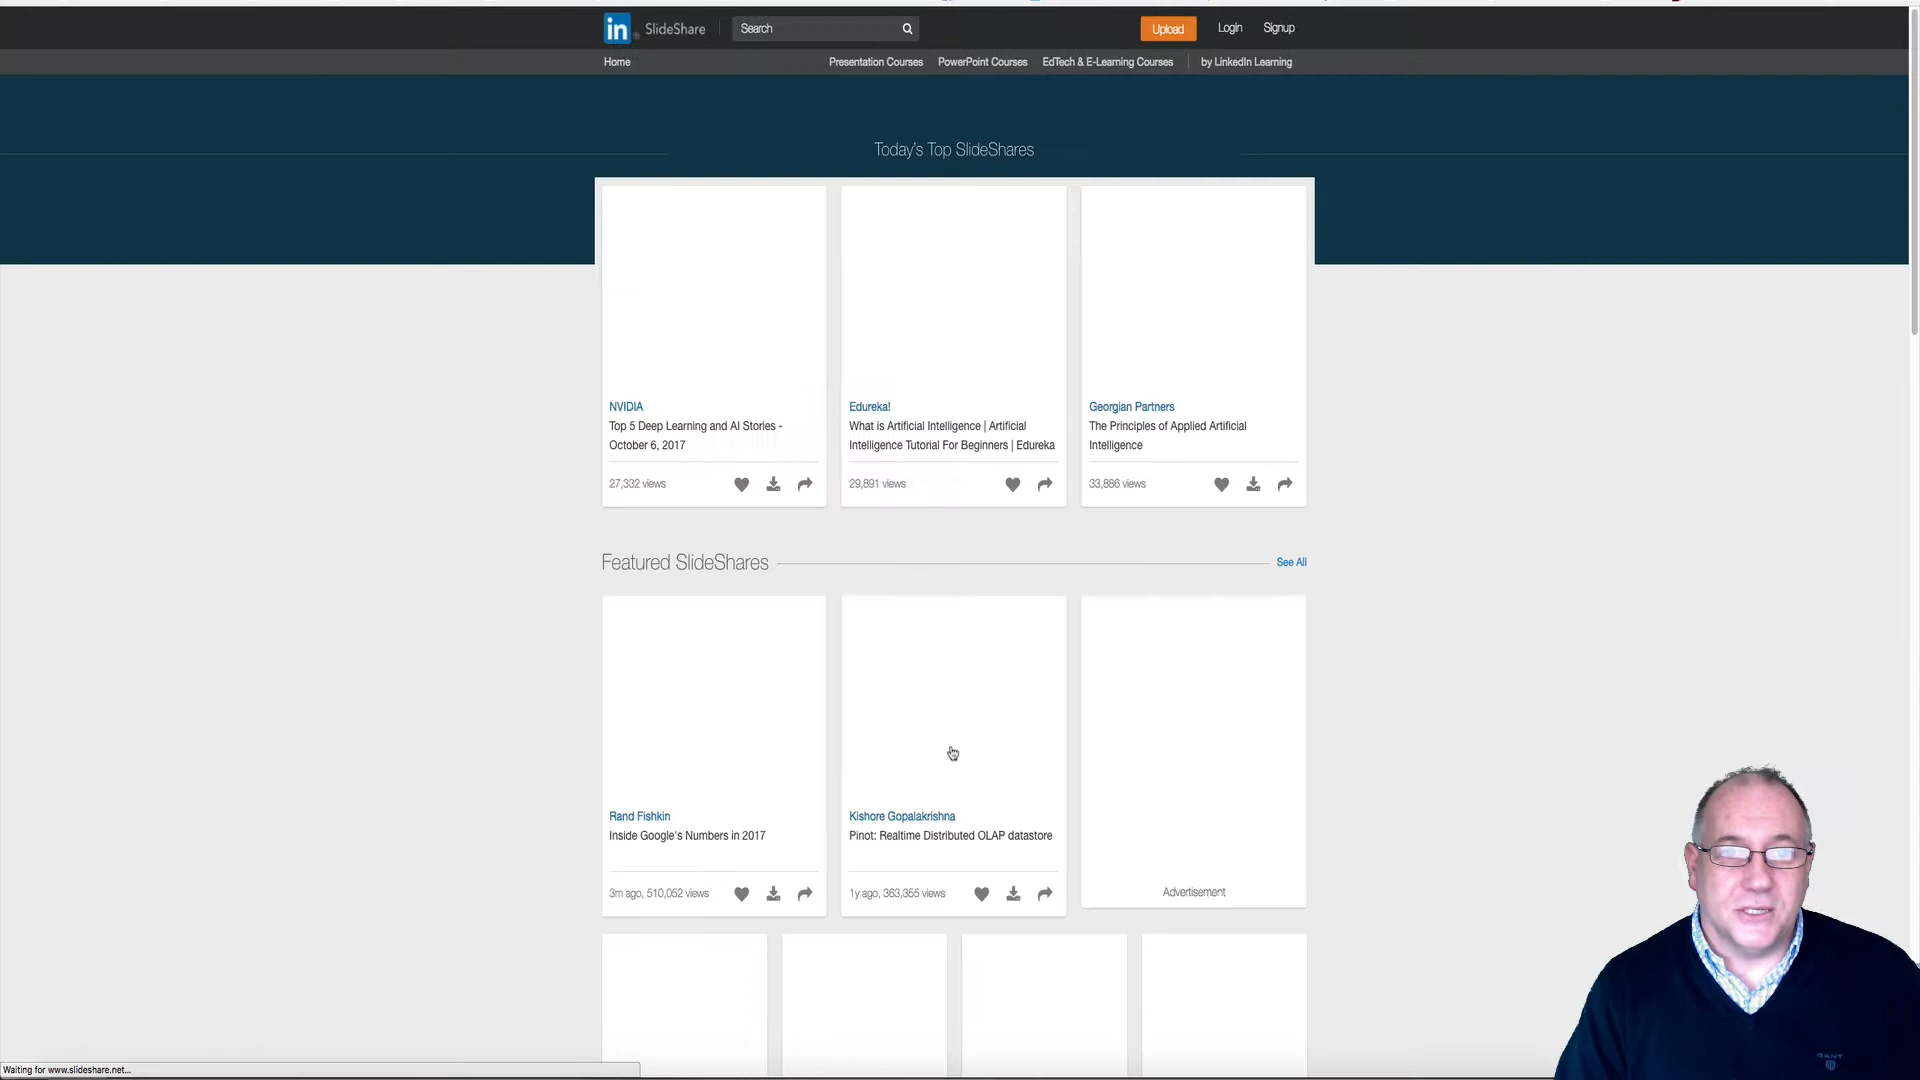 in SlideShare
Search
Upload
Login
Signup
Home
Presentation Courses
PowerPoint Courses
EdTech & E-Learning Courses
by LinkedIn Learning
Today's Top SlideShares
NVIDIA
Top 5 Deep Learning and AI Stories -
October 6, 2017
27,332 views
Edureka!
What is Artificial Intelligence | Artificial
Intelligence Tutorial For Beginners | Edureka
29,891 views
Georgian Partners
The Principles of Applied Artificial
Intelligence
33,886 views
Featured SlideShares
See All
Rand Fishkin
Inside Google's Numbers in 2017
3m ago, 510,052 views
Kishore Gopalakrishna
Pinot: Realtime Distributed OLAP datastore
1y ago, 363,355 views
Advertisement
GANT
Waiting for www.slideshare.net...